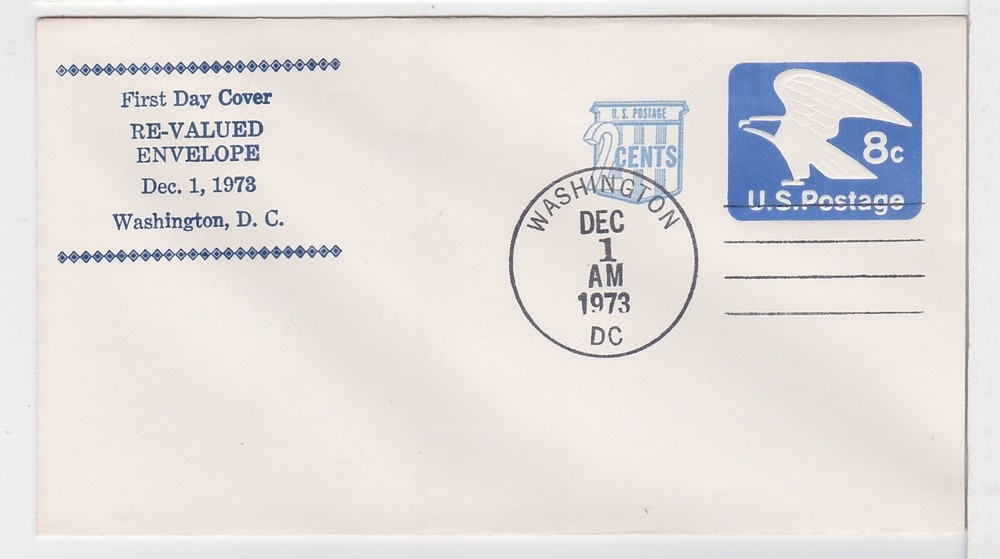 First Day Cover
RE-VALUED
ENVELOPE
Dec. 1, 1973
Washington, D. C.
U. S. POSTAGE
2 CENTS
8c
U.S.Postage
WASHINGTON
DEC
1
AM
1973
DC